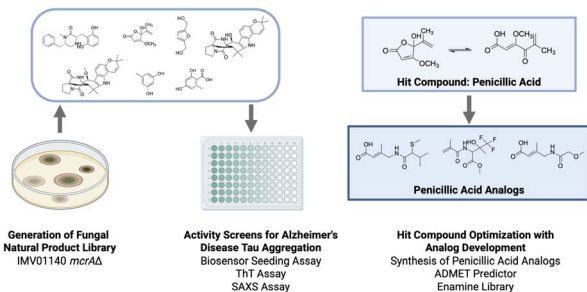 Hit Compound: Penicillic Acid
Penicillic Acid Analogs
Generation of Fungal
Natural Product Library
IMV01140 mcrAΔ
Activity Screens for Alzheimer's
Disease Tau Aggregation
Biosensor Seeding Assay
ThT Assay
SAXS Assay
Hit Compound Optimization with
Analog Development
Synthesis of Penicillic Acid Analogs
ADMET Predictor
Enamine Library